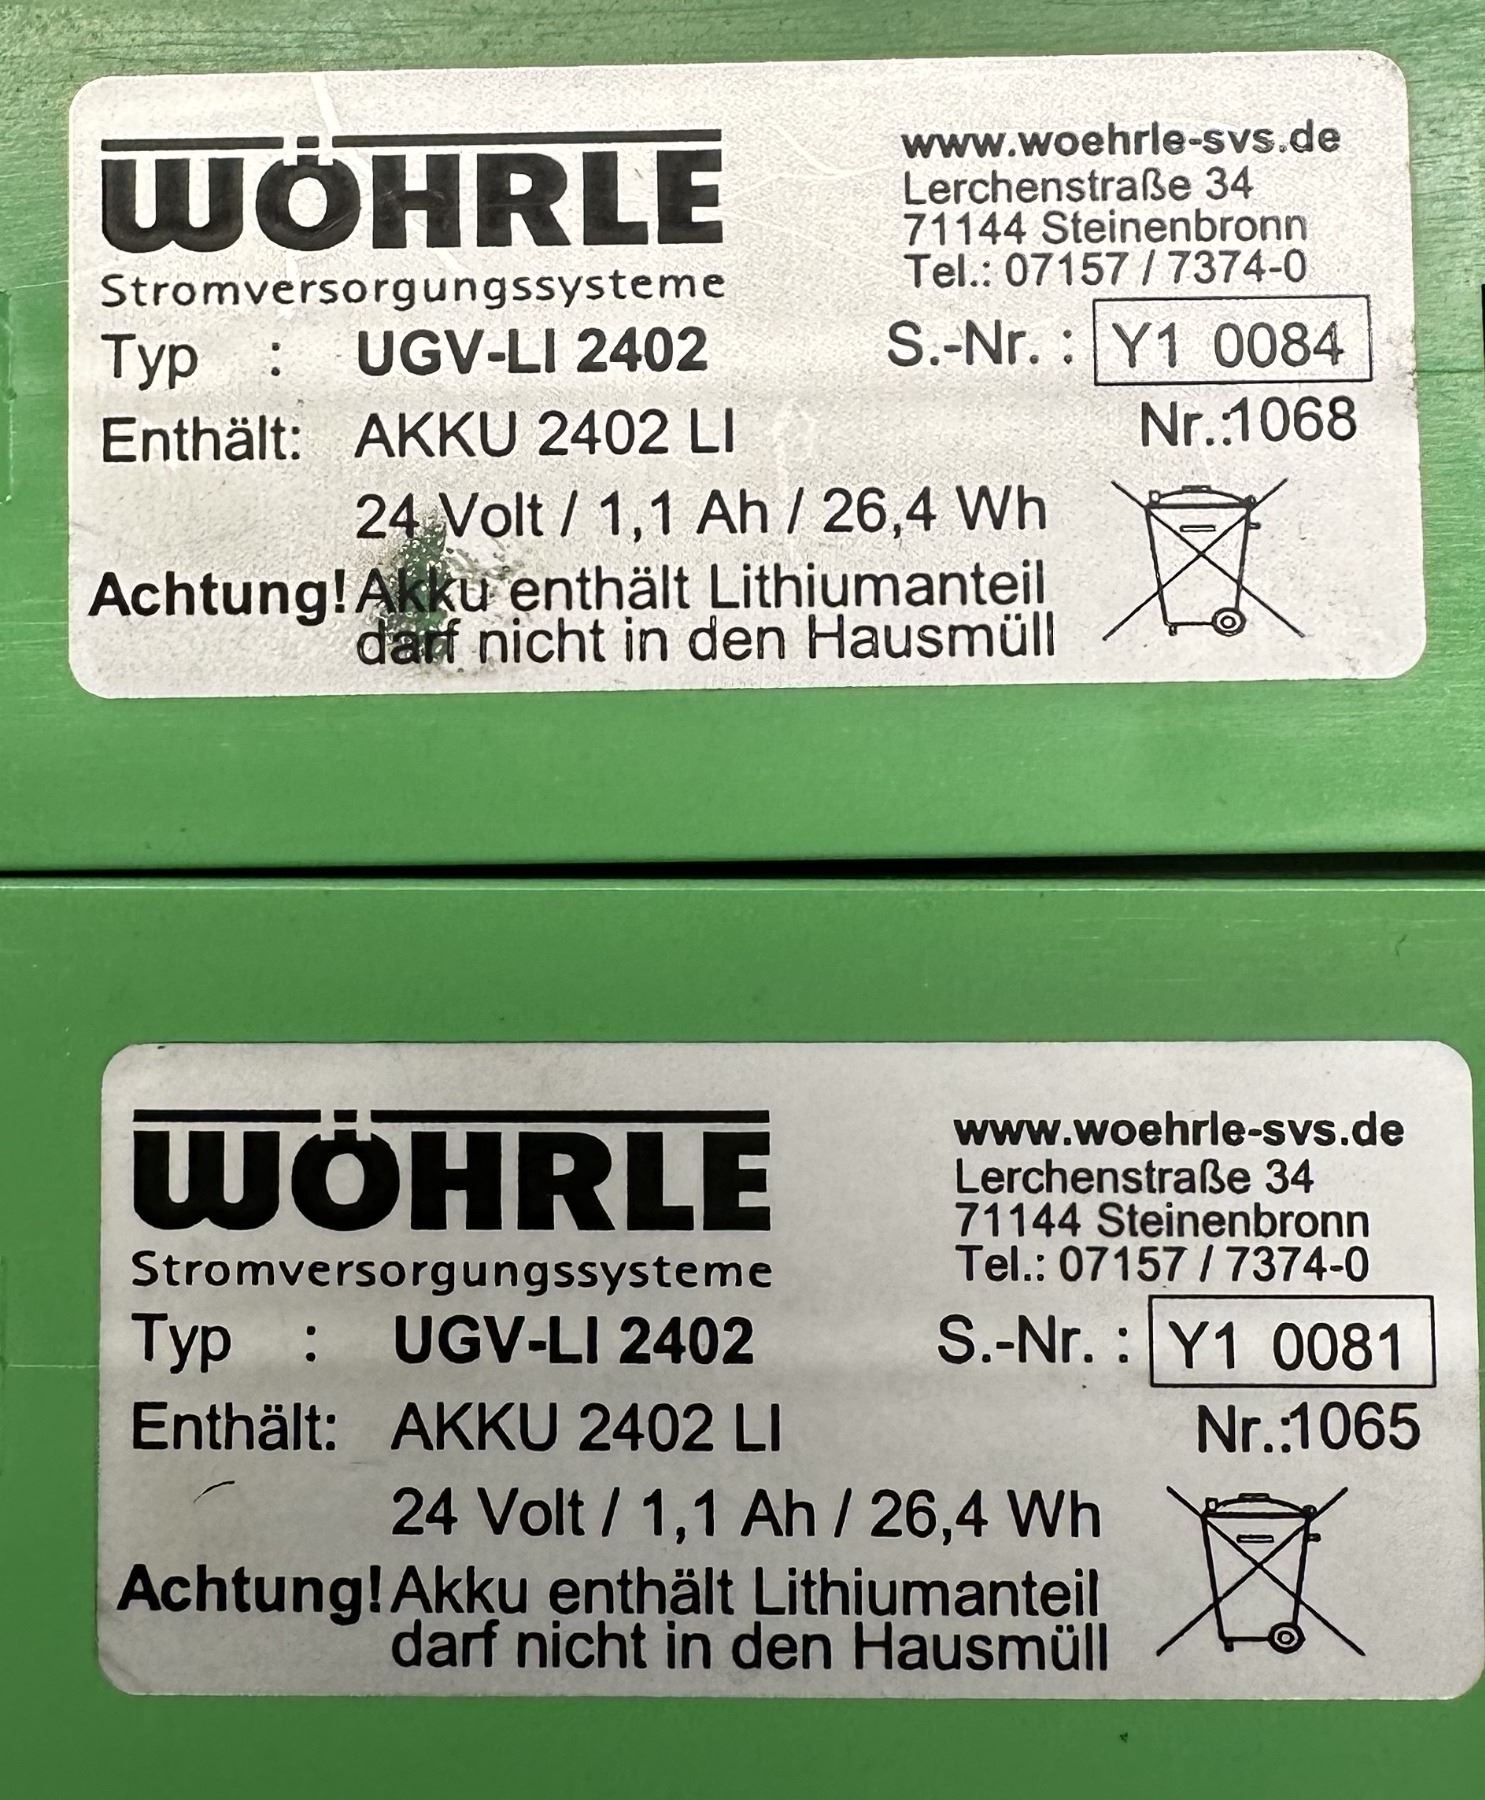 WÖHRLE
Stromversorgungssysteme
www.woehrle-svs.de
Lerchenstraße 34
71144 Steinenbronn
Tel.: 07157 / 7374-0
Typ : UGV-LI 2402 S.-Nr. : Y1 0084
Enthält: AKKU 2402 LI Nr.:1068
24 Volt / 1,1 Ah / 26,4 Wh
Achtung! Akku enthält Lithiumanteil
darf nicht in den Hausmüll
WÖHRLE
Stromversorgungssysteme
www.woehrle-svs.de
Lerchenstraße 34
71144 Steinenbronn
Tel.: 07157 / 7374-0
Typ : UGV-LI 2402 S.-Nr. : Y1 0081
Enthält: AKKU 2402 LI Nr.:1065
24 Volt / 1,1 Ah / 26,4 Wh
Achtung! Akku enthält Lithiumanteil
darf nicht in den Hausmüll